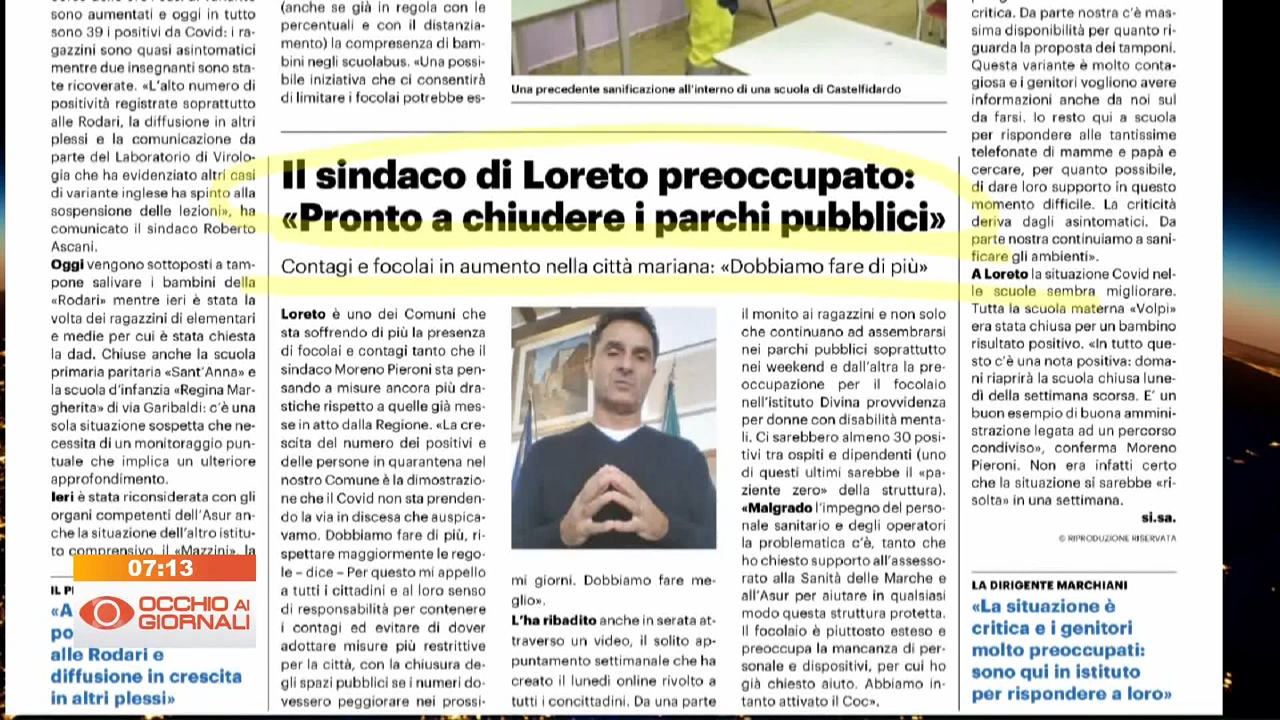 sono aumentati e oggi in tutto
sono 39 i positivi da Covid: i ra-
gazzini sono quasi asintomatici
mentre due insegnanti sono sta-
te ricoverate. «L'alto numero di
positività registrate soprattutto
alle Rodari, la diffusione in altri
plessi e la comunicazione da
parte del Laboratorio di Virolo-
gia che ha evidenziato altri casi
di variante inglese ha spinto alla
sospensione delle lezioni», ha
comunicato il sindaco Roberto
Ascani.
Oggi vengono sottoposti a tam-
pone salivare i bambini della
«Rodari» mentre ieri è stata la
volta dei ragazzini di elementari
e medie per cui è stata chiesta
la dad. Chiuse anche la scuola
primaria paritaria «Sant'Anna» e
la scuola d'infanzia «Regina Mar-
gherita» di via Garibaldi: c'è una
sola situazione sospetta che ne-
cessita di un monitoraggio pun-
tuale che implica un ulteriore
approfondimento.
Ieri è stata riconsiderata con gli
organi competenti dell'Asur an-
che la situazione dell'altro istitu-
to comprensivo, il «Mazzini», la
07:13
OCCHIO AI
GIORNALI
alle Rodari e
diffusione in crescita
in altri plessi»
(anche se già in regola con le
percentuali e con il distanzia-
mento) la compresenza di bam-
bini negli scuolabus. «Una possi-
bile iniziativa che ci consentirà
di limitare i focolai potrebbe es-
Una precedente sanificazione all'interno di una scuola di Castelfidardo
Il sindaco di Loreto preoccupato:
«Pronto a chiudere i parchi pubblici»
Contagi e focolai in aumento nella città mariana: «Dobbiamo fare di più»
Loreto è uno dei Comuni che
sta soffrendo di più la presenza
di focolai e contagi tanto che il
sindaco Moreno Pieroni sta pen-
sando a misure ancora più dra-
stiche rispetto a quelle già mes-
se in atto dalla Regione. «La cre-
scita del numero dei positivi e
delle persone in quarantena nel
nostro Comune è la dimostrazio-
ne che il Covid non sta prenden-
do la via in discesa che auspica-
vamo. Dobbiamo fare di più, ri-
spettare maggiormente le rego-
le – dice – Per questo mi appello
a tutti i cittadini e al loro senso
di responsabilità per contenere
i contagi ed evitare di dover
adottare misure più restrittive
per la città, con la chiusura de-
gli spazi pubblici se i numeri do-
vessero peggiorare nei prossi-
mi giorni. Dobbiamo fare me-
glio».
L'ha ribadito anche in serata at-
traverso un video, il solito ap-
puntamento settimanale che ha
creato il lunedì online rivolto a
tutti i concittadini. Da una parte
il monito ai ragazzi e non solo
che continuano ad assembrarsi
nei parchi pubblici soprattutto
nei weekend e dall'altra la pre-
occupazione per il focolaio
nell'istituto Divina provvidenza
per donne con disabilità menta-
li. Ci sarebbero almeno 30 posi-
tivi tra ospiti e dipendenti (uno
di questi ultimi sarebbe il «pa-
ziente zero» della struttura).
«Malgrado l'impegno del perso-
nale sanitario e degli operatori
la problematica c'è, tanto che
ho chiesto supporto all'assesso-
rato alla Sanità delle Marche e
all'Asur per aiutare in qualsiasi
modo questa struttura protetta.
Il focolaio è piuttosto esteso e
preoccupa la mancanza di per-
sonale e dispositivi, per cui ho
già chiesto aiuto. Abbiamo in-
tanto attivato il Coc».
critica. Da parte nostra c'è mas-
sima disponibilità per quanto ri-
guarda la proposta dei tamponi.
Questa variante è molto conta-
giosa e i genitori vogliono avere
informazioni anche da noi sul
da farsi. Io resto qui a scuola
per rispondere alle tantissime
telefonate di mamme e papà e
cercare, per quanto possibile,
di dare loro supporto in questo
momento difficile. La criticità
deriva dagli asintomatici. Da
parte nostra continuiamo a sani-
ficare gli ambienti».
A Loreto la situazione Covid nel-
le scuole sembra migliorare.
Tutta la scuola materna «Volpi»
era stata chiusa per un bambino
risultato positivo. «In tutto que-
sto c'è una nota positiva: doma-
ni riaprirà la scuola chiusa lune-
dì della settimana scorsa. E' un
buon esempio di buona ammini-
strazione legata ad un percorso
condiviso», conferma Moreno
Pieroni. Non era infatti certo
che la situazione si sarebbe «ri-
solta» in una settimana.
si.sa.
© RIPRODUZIONE RISERVATA
LA DIRIGENTE MARCHIANI
«La situazione è
critica e i genitori
molto preoccupati:
sono qui in istituto
per rispondere a loro»